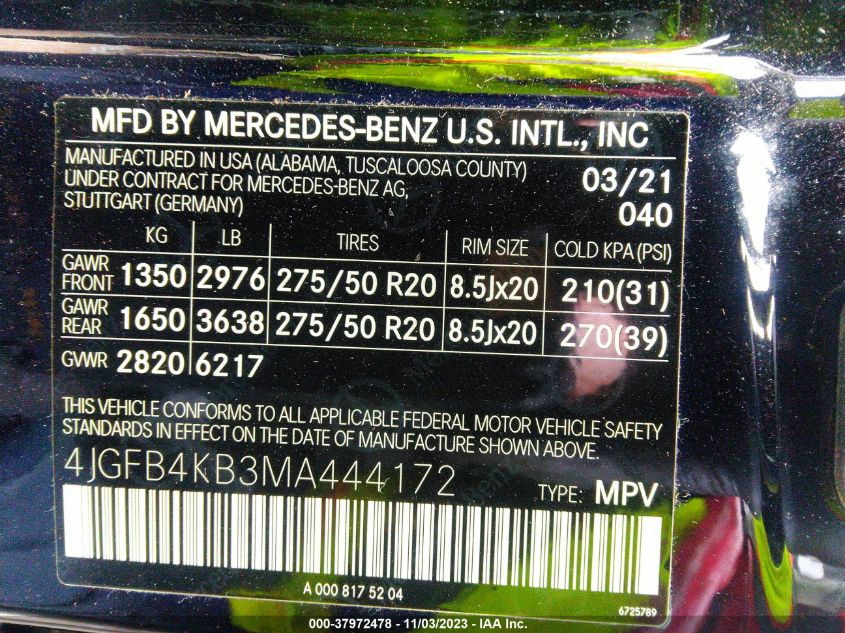 MFD BY MERCEDES-BENZ U.S. INTL., INC
MANUFACTURED IN USA (ALABAMA, TUSCALOOSA COUNTY)
UNDER CONTRACT FOR MERCEDES-BENZ AG,
STUTTGART (GERMANY)
03/21
040
KG LB TIRES RIM SIZE COLD KPA (PSI)
GAWR FRONT 1350 2976 275/50 R20 8.5Jx20 210(31)
GAWR REAR 1650 3638 275/50 R20 8.5Jx20 270(39)
GVWR 2820 6217
THIS VEHICLE CONFORMS TO ALL APPLICABLE FEDERAL MOTOR VEHICLE SAFETY
STANDARDS IN EFFECT ON THE DATE OF MANUFACTURE SHOWN ABOVE.
4JGFB4KB3MA444172
TYPE: MPV
A 000 817 52 04
6725789
000-37972478 - 11/03/2023 - IAA Inc.